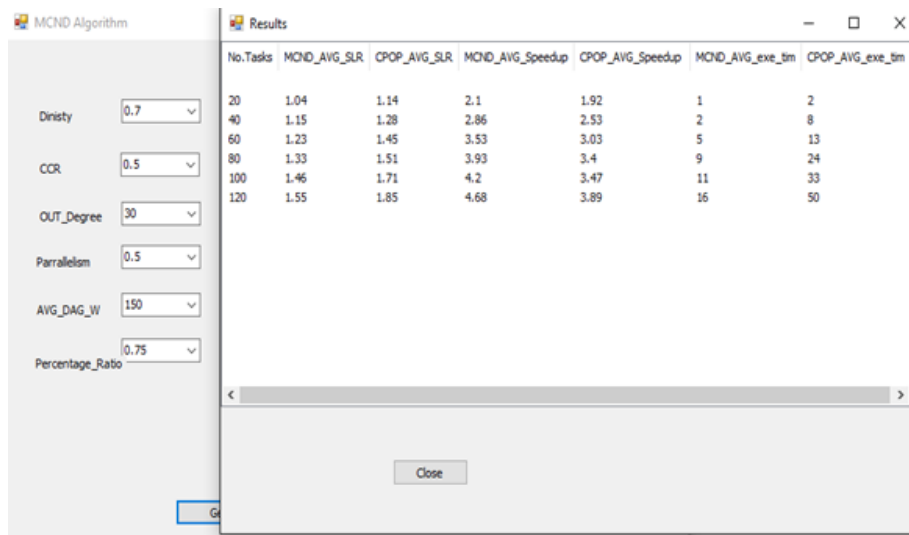 MCND Algorithm
Dinisty 0.7
CCR 0.5
OUT_Degree 30
Parrallelism 0.5
AVG_DAG_W 150
Percentage_Ratio 0.75
Results
No.Tasks MCND_AVG_SLR CPOP_AVG_SLR MCND_AVG_Speedup CPOP_AVG_Speedup MCND_AVG_exe_tim CPOP_AVG_exe_tim
20 1.04 1.14 2.1 1.92 1 2
40 1.15 1.28 2.86 2.53 2 8
60 1.23 1.45 3.53 3.03 5 13
80 1.33 1.51 3.93 3.4 9 24
100 1.46 1.71 4.2 3.47 11 33
120 1.55 1.85 4.68 3.89 16 50
Close